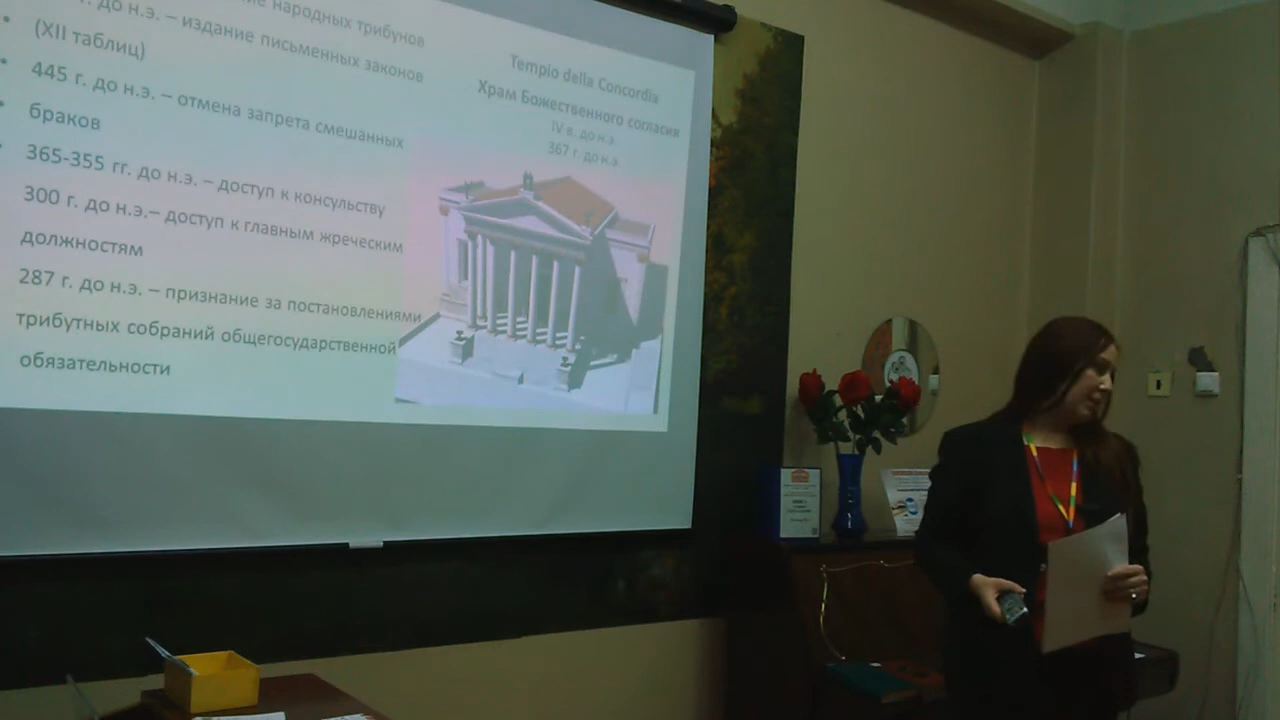 до н.э. – издание письменных законов
(XII таблиц)
445 г. до н.э. – отмена запрета смешанных
браков
365-355 гг. до н.э. – доступ к консульству
300 г. до н.э.– доступ к главным жреческим
должностям
287 г. до н.э. – признание за постановлениями
трибутных собраний общегосударственной
обязательности
народных трибунов
Tempio della Concordia
Храм Божественного согласия
IV в. до н.э.
367 г. до н.э.